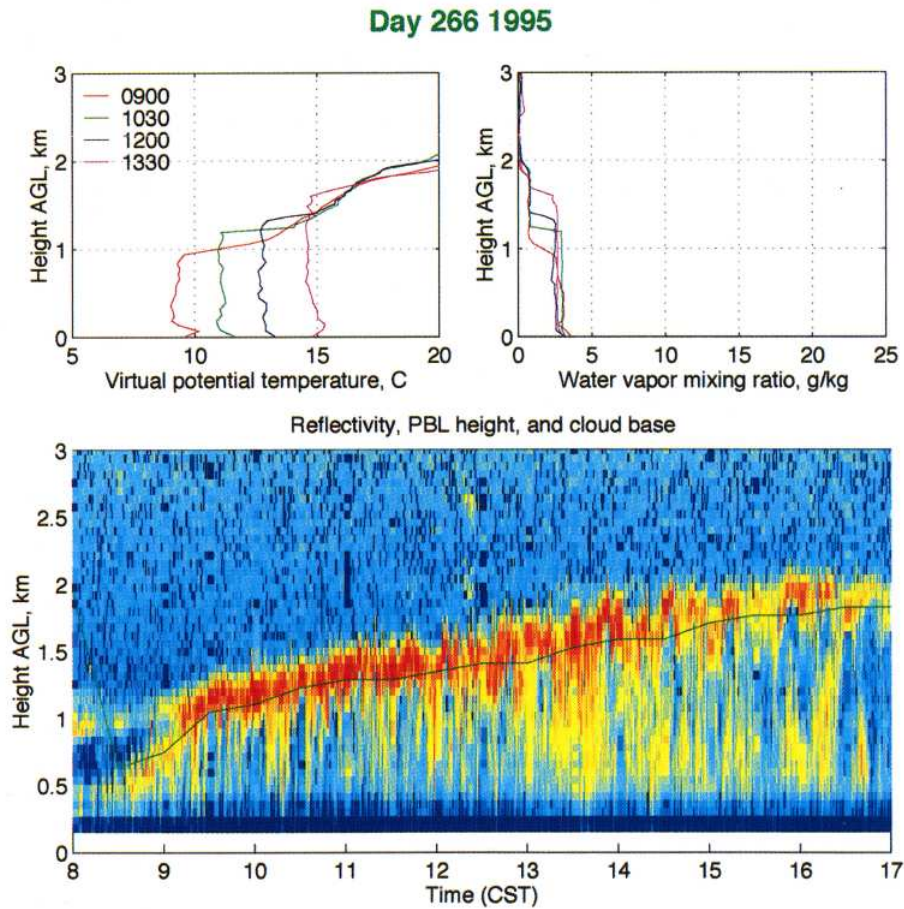 Day 266 1995
3
2
1
0
Height AGL, km
0900
1030
1200
1330
5 10 15 20
Virtual potential temperature, C
3
2
1
0
Height AGL, km
0 5 10 15 20 25
Water vapor mixing ratio, g/kg
Reflectivity, PBL height, and cloud base
3
2.5
2
1.5
1
0.5
0
Height AGL, km
8 9 10 11 12 13 14 15 16 17
Time (CST)